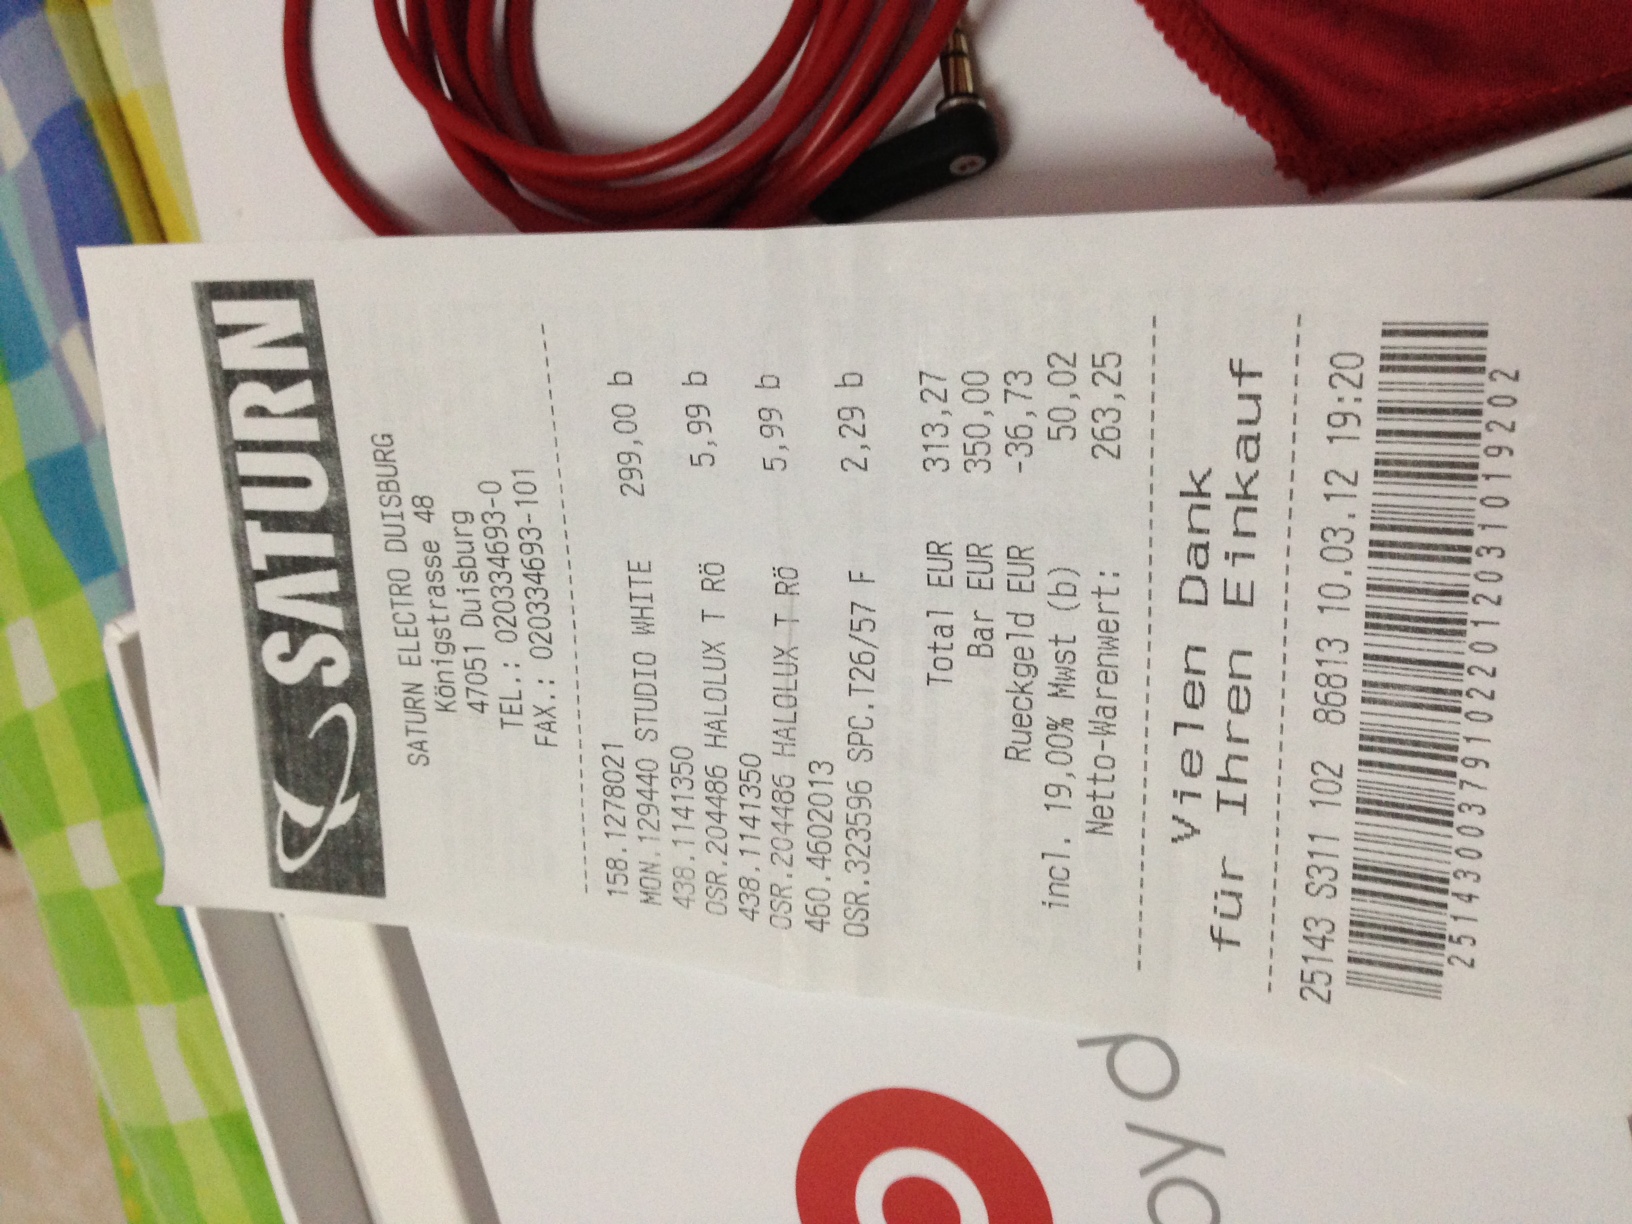 SATURN
SATURN ELECTRO DUISBURG
Königstrasse 48
47051 Duisburg
TEL.: 020334693-0
FAX.: 020334693-101
158.1278021
MON.129440 STUDIO WHITE 299,00 b
438.1141350
OSR.204486 HALOLUX T RÖ 5,99 b
438.1141350
OSR.204486 HALOLUX T RÖ 5,99 b
460.4602013
OSR.323596 SPC.T26/57 F 2,29 b
Total EUR 313,27
Bar EUR 350,00
Rueckgeld EUR -36,73
incl. 19,00% Mwst (b) 50,02
Netto-Warenwert: 263,25
Vielen Dank
für Ihren Einkauf
25143 S311 102 86813 10.03.12 19:20
25143003791022012031019202
by d